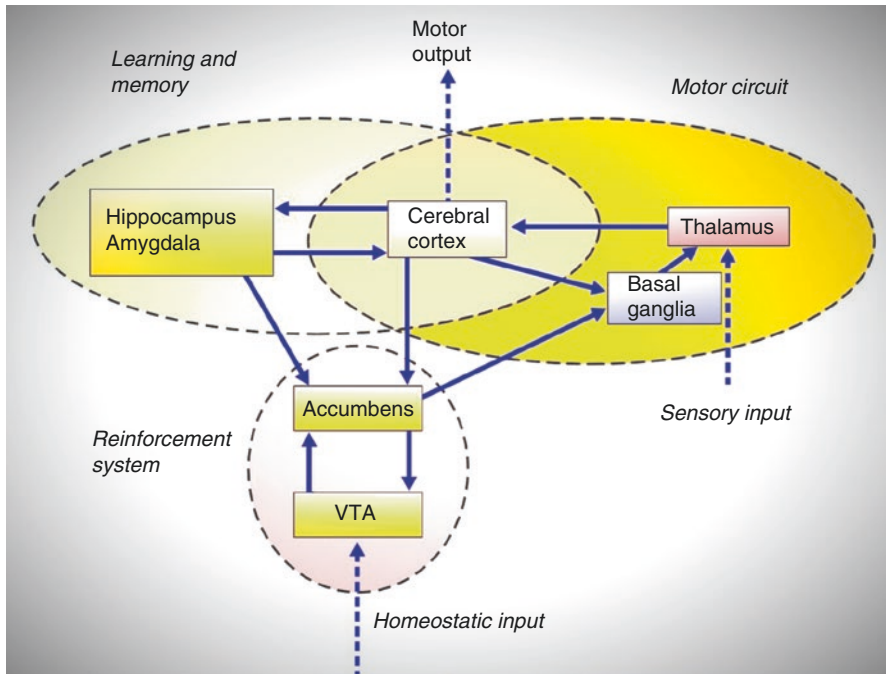 Motor
output
Learning and
memory
Motor circuit
Hippocampus
Amygdala
Cerebral
cortex
Thalamus
Basal
ganglia
Accumbens
Sensory input
Reinforcement
system
VTA
Homeostatic input